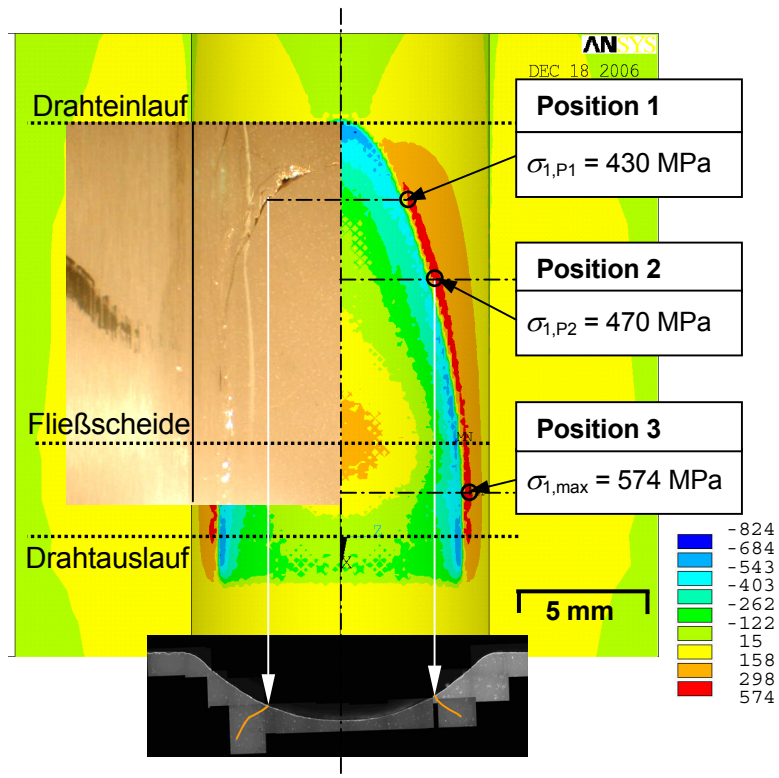 ANSYS
DEC 18 2006
Drahteinlauf
Position 1
σ1,P1 = 430 MPa
Position 2
σ1,P2 = 470 MPa
Fließscheide
MN
Position 3
σ1,max = 574 MPa
Drahtauslauf
Z
X
5 mm
-824
-684
-543
-403
-262
-122
15
158
298
574